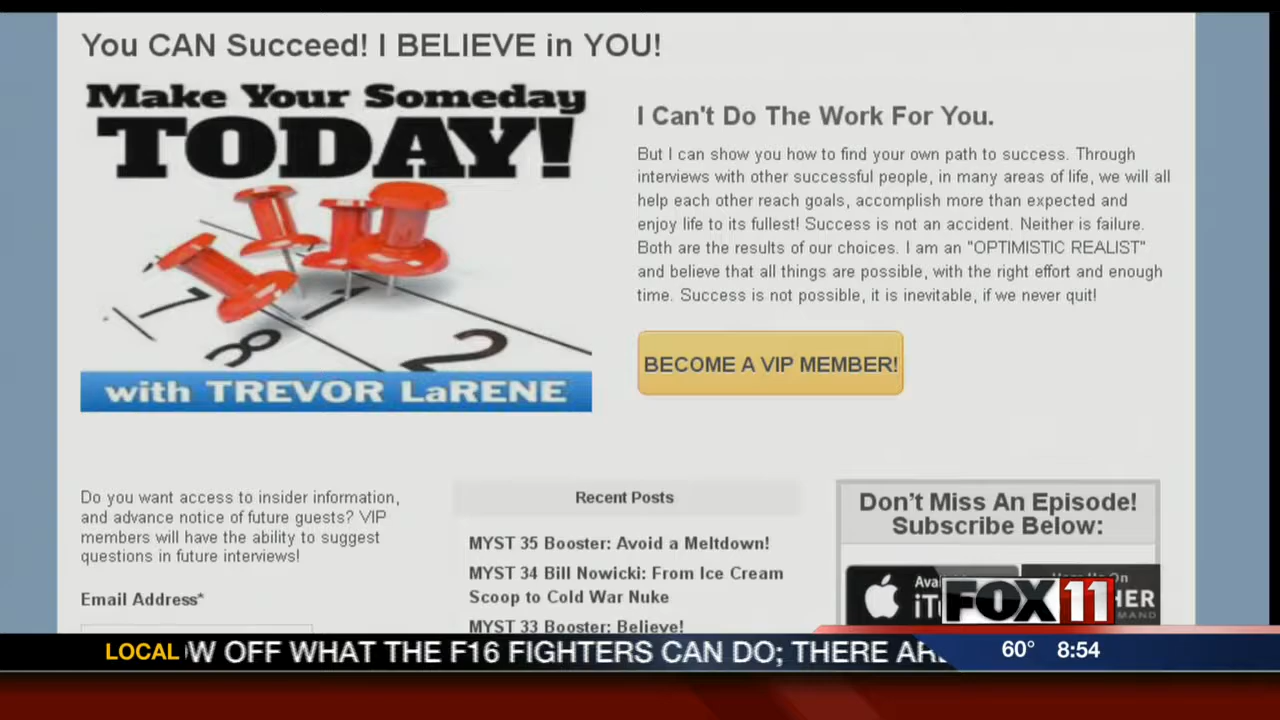 You CAN Succeed! I BELIEVE in YOU!
Make Your Someday
TODAY!
7
8
1
2
with TREVOR LaRENE
I Can't Do The Work For You.
But I can show you how to find your own path to success. Through
interviews with other successful people, in many areas of life, we will all
help each other reach goals, accomplish more than expected and
enjoy life to its fullest! Success is not an accident. Neither is failure.
Both are the results of our choices. I am an "OPTIMISTIC REALIST"
and believe that all things are possible, with the right effort and enough
time. Success is not possible, it is inevitable, if we never quit!
BECOME A VIP MEMBER!
Do you want access to insider information,
and advance notice of future guests? VIP
members will have the ability to suggest
questions in future interviews!
Email Address*
Recent Posts
MYST 35 Booster: Avoid a Meltdown!
MYST 34 Bill Nowicki: From Ice Cream
Scoop to Cold War Nuke
MYST 33 Booster: Believe!
Don't Miss An Episode!
Subscribe Below:
FOX 11
LOCAL OW OFF WHAT THE F16 FIGHTERS CAN DO; THERE AR
60° 8:54